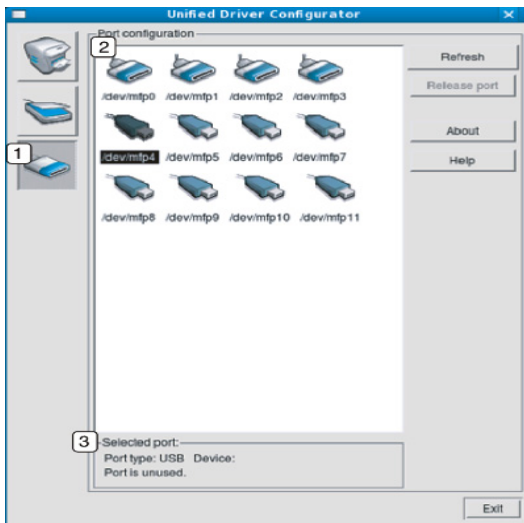 Unified Driver Configurator
Port configuration
2
Refresh
/dev/mfp0 /dev/mfp1 /dev/mfp2 /dev/mfp3
Release port
About
1
/dev/mfp4 /dev/mfp5 /dev/mfp6 /dev/mfp7
Help
/dev/mfp8 /dev/mfp9 /dev/mfp10 /dev/mfp11
3
Selected port:
Port type: USB Device:
Port is unused.
Exit